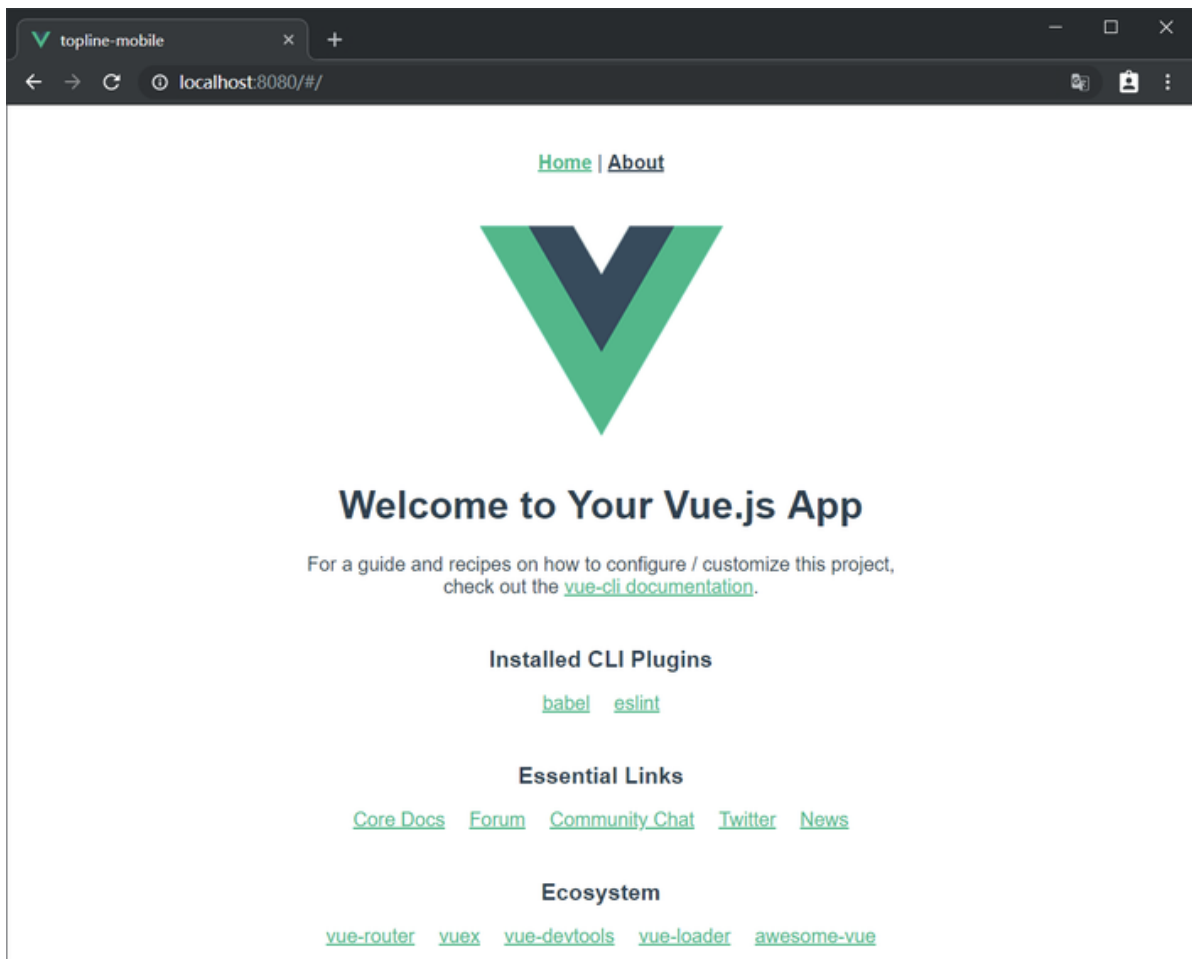 topline-mobile
localhost:8080/#/
Home | About
Welcome to Your Vue.js App
For a guide and recipes on how to configure / customize this project,
check out the vue-cli documentation.
Installed CLI Plugins
babel eslint
Essential Links
Core Docs Forum Community Chat Twitter News
Ecosystem
vue-router vuex vue-devtools vue-loader awesome-vue